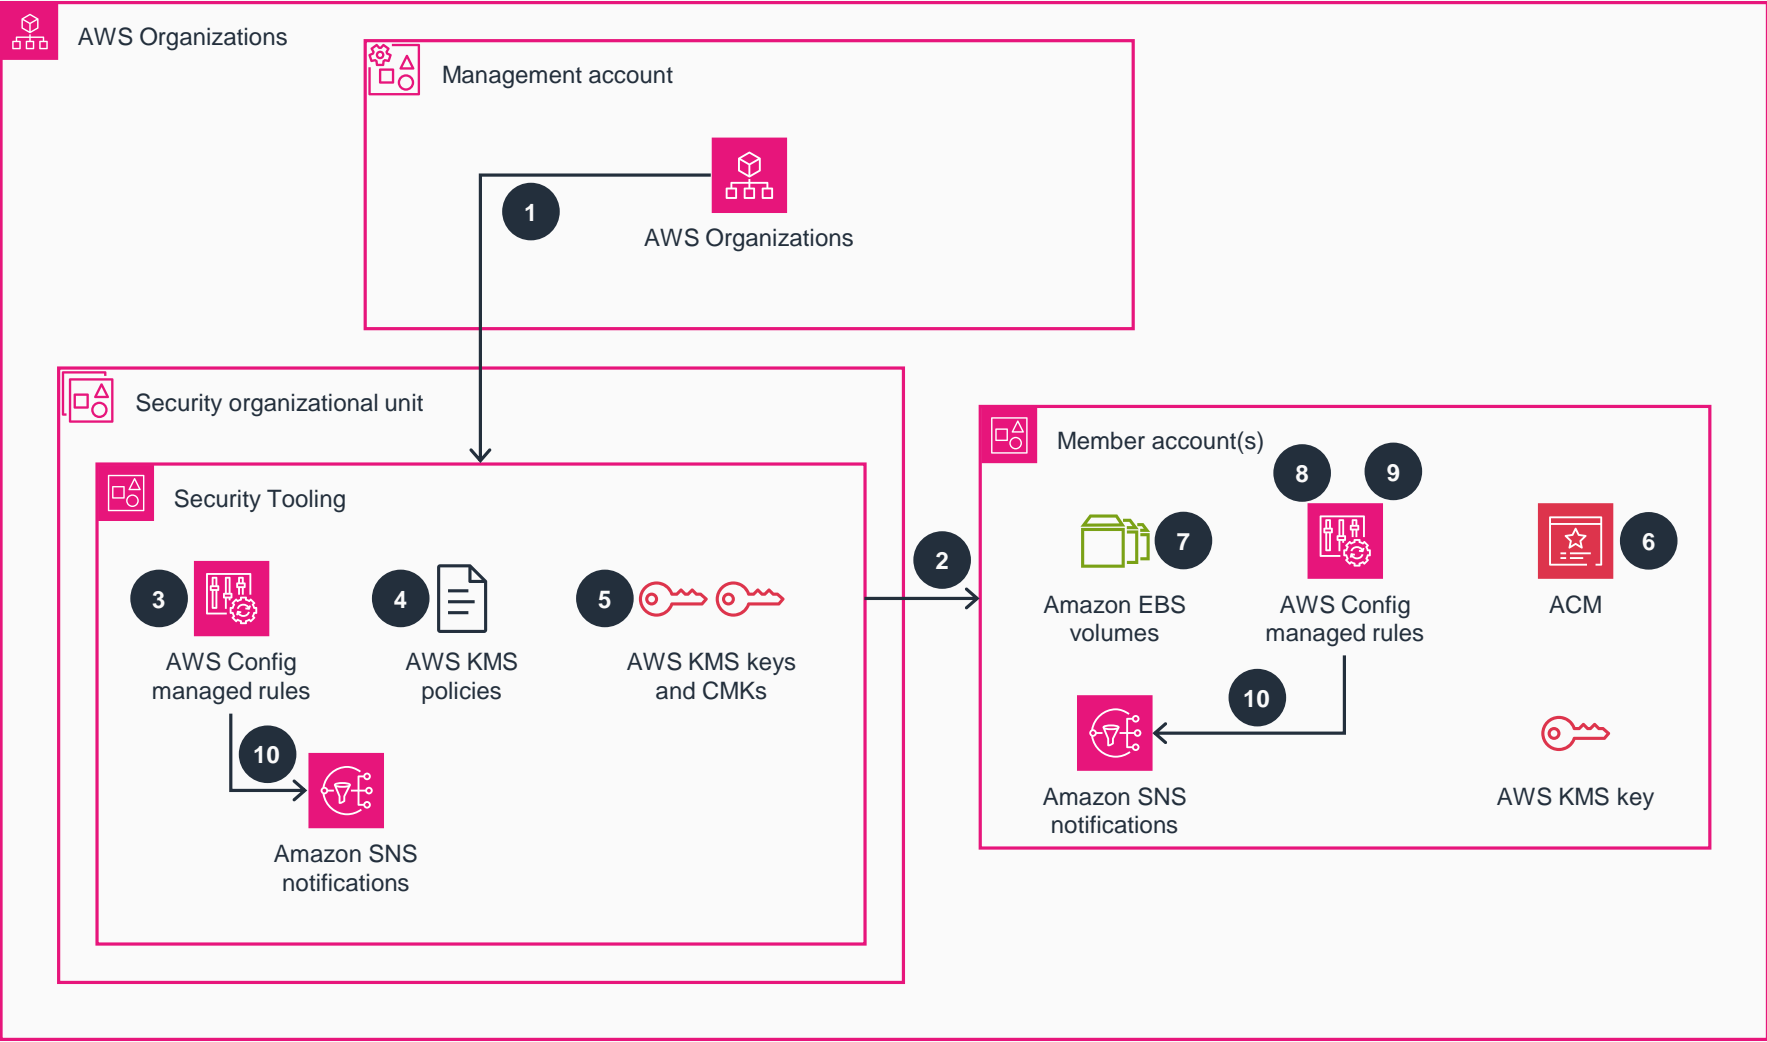 AWS Organizations
Management account
1
AWS Organizations
Security organizational unit
Security Tooling
3
AWS Config
managed rules
4
AWS KMS
policies
5
AWS KMS keys
and CMKs
10
Amazon SNS
notifications
2
Member account(s)
8
9
7
Amazon EBS
volumes
AWS Config
managed rules
6
ACM
10
Amazon SNS
notifications
AWS KMS key